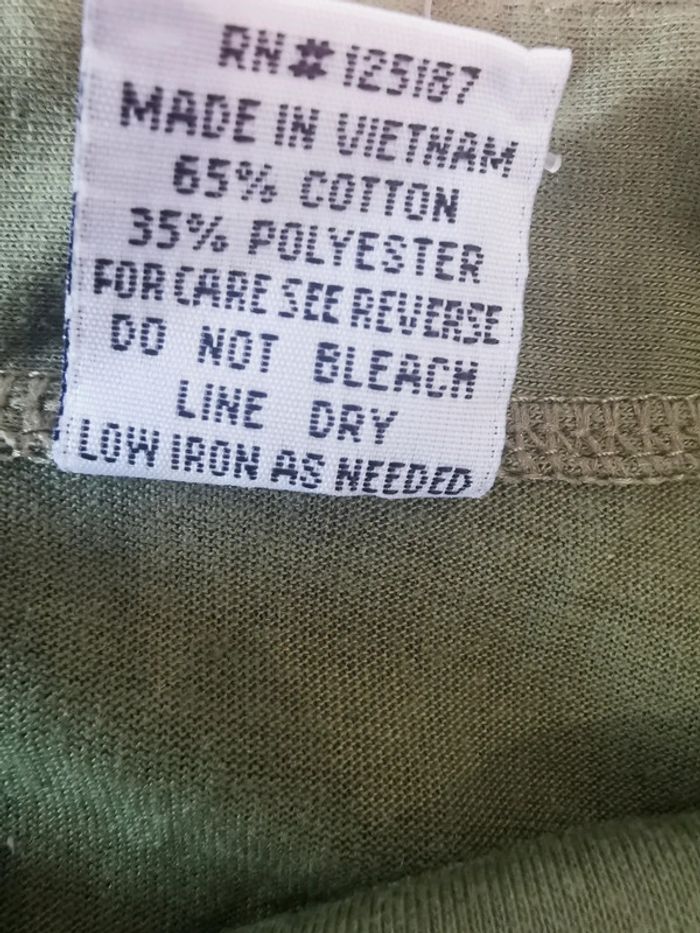 RN# 125187
MADE IN VIETNAM
65% COTTON
35% POLYESTER
FOR CARE SEE REVERSE
DO NOT BLEACH
LINE DRY
LOW IRON AS NEEDED